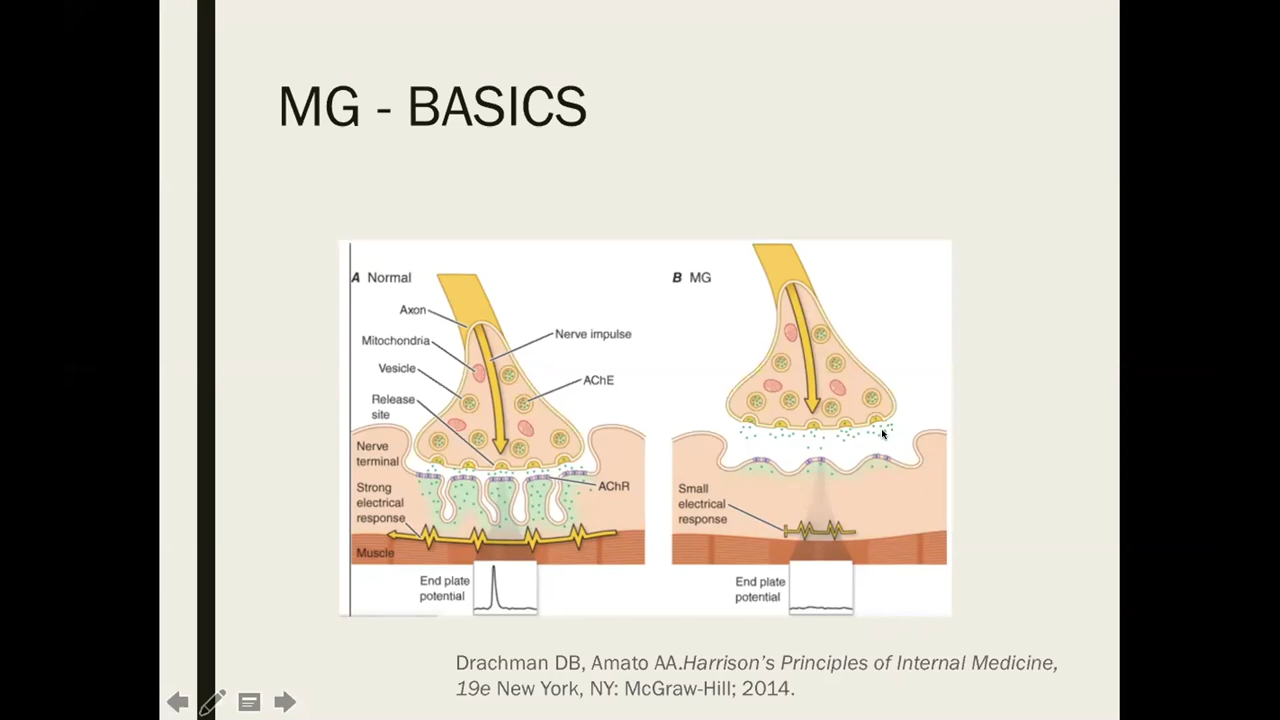 MG - BASICS
A Normal
Axon
Mitochondria
Vesicle
Release
site
Nerve
terminal
Strong
electrical
response
Muscle
Nerve impulse
AChE
AChR
End plate
potential
B MG
Small
electrical
response
End plate
potential
Drachman DB, Amato AA.Harrison's Principles of Internal Medicine,
19e New York, NY: McGraw-Hill; 2014.